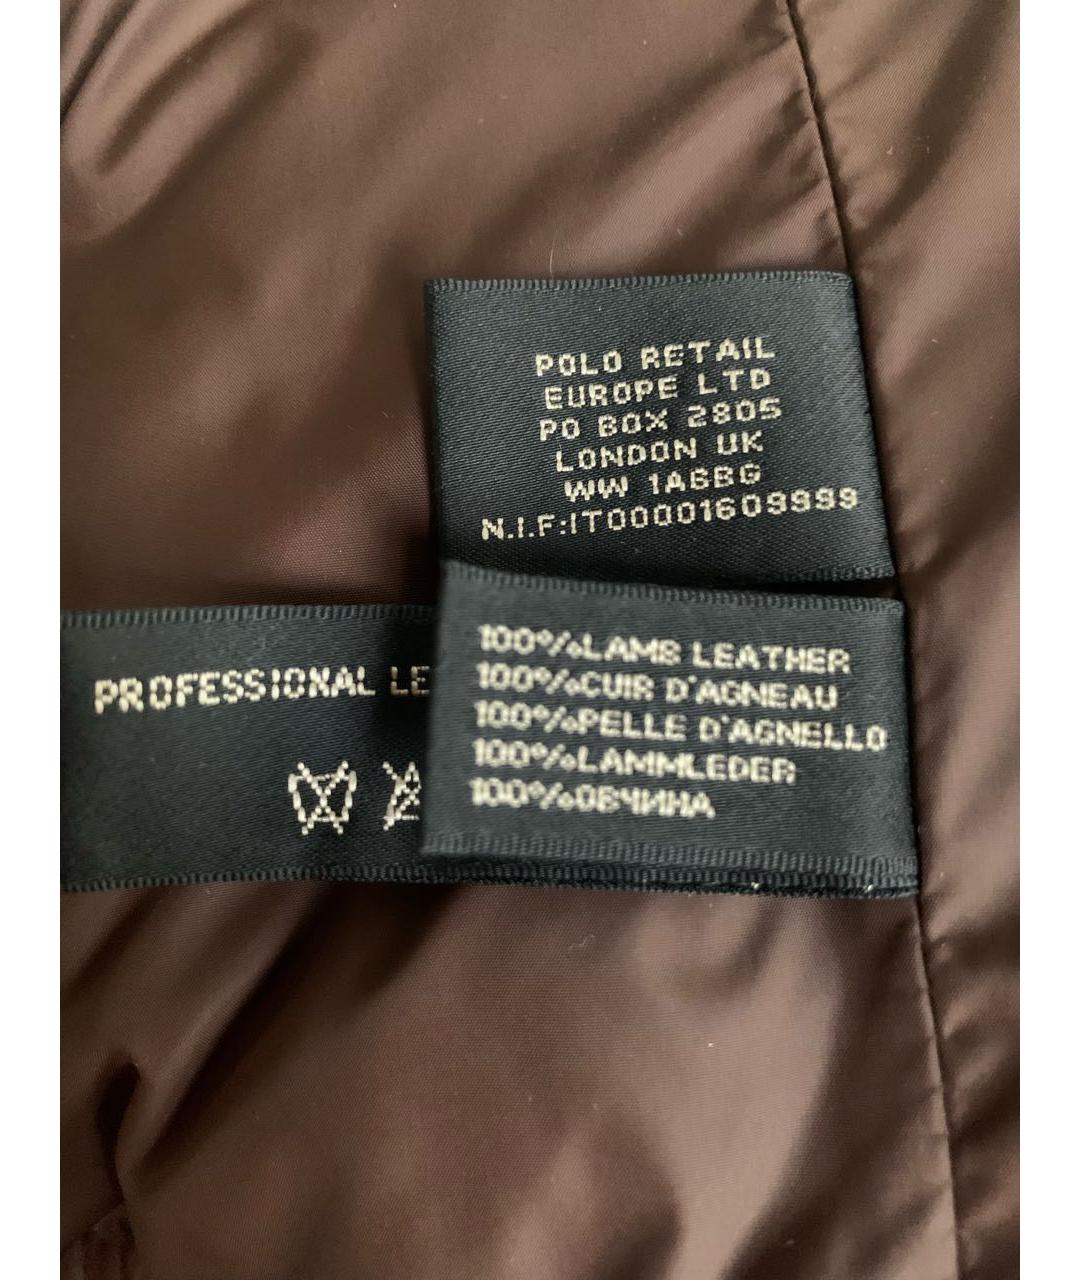 POLO RETAIL
EUROPE LTD
PO BOX 2805
LONDON UK
WW 1A6BG
N.I.F:IT00001609999
100%LAMB LEATHER
100%CUIR D'AGNEAU
100%PELLE D'AGNELLO
100%LAMMLEDER
100%ОВЧИНА
PROFESSIONAL LE